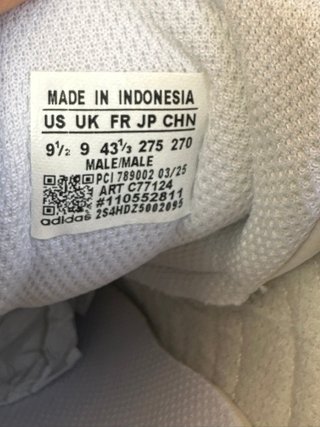 MADE IN INDONESIA
US UK FR JP CHN
9½ 9 43⅓ 275 270
MALE/MALE
PCI 789002 03/25
ART C77124
#110552811
2S4HDZ5002095
adidas